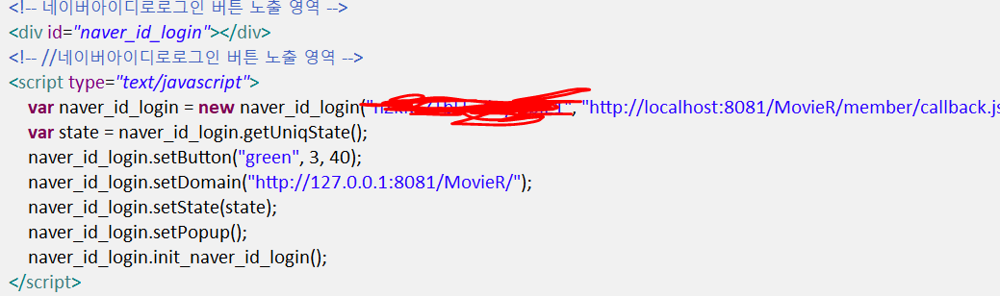 <!-- 네이버아이디로로그인 버튼 노출 영역 -->
<div id="naver_id_login"></div>
<!-- //네이버아이디로로그인 버튼 노출 영역 -->
<script type="text/javascript">
var naver_id_login = new naver_id_login(" ", "http://localhost:8081/MovieR/member/callback.js
var state = naver_id_login.getUniqState();
naver_id_login.setButton("green", 3, 40);
naver_id_login.setDomain("http://127.0.0.1:8081/MovieR/");
naver_id_login.setState(state);
naver_id_login.setPopup();
naver_id_login.init_naver_id_login();
</script>